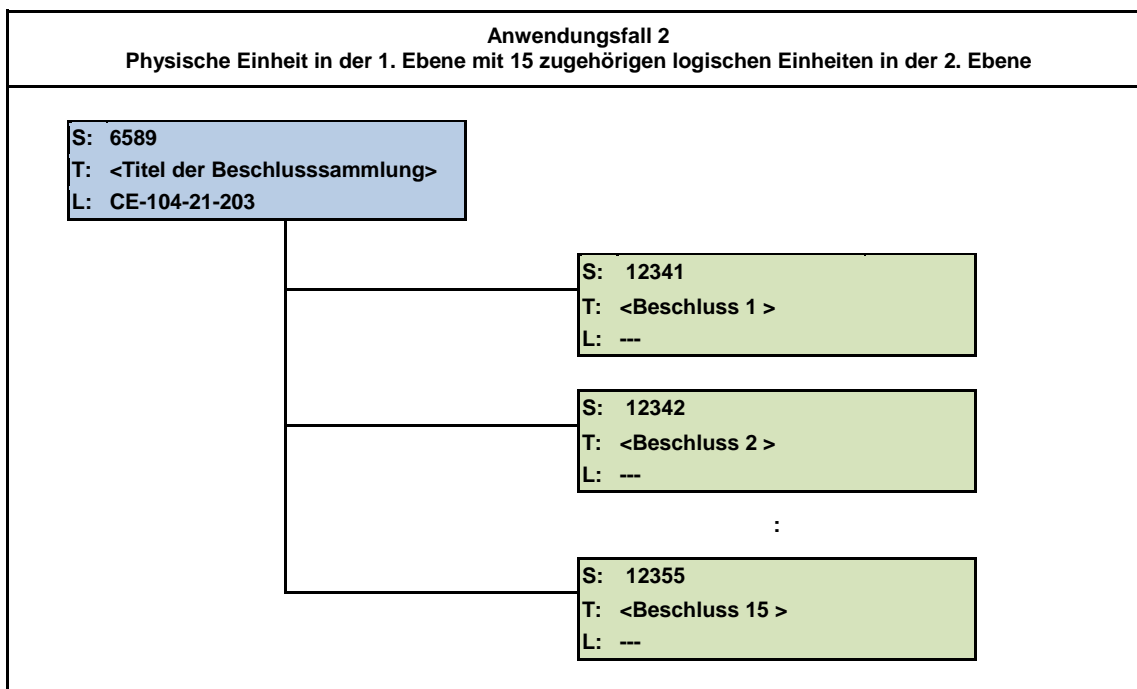 Anwendungsfall 2
Physische Einheit in der 1. Ebene mit 15 zugehörigen logischen Einheiten in der 2. Ebene
S: 6589
T: <Titel der Beschlusssammlung>
L: CE-104-21-203
S: 12341
T: <Beschluss 1 >
L: ---
S: 12342
T: <Beschluss 2 >
L: ---
:
S: 12355
T: <Beschluss 15 >
L: ---